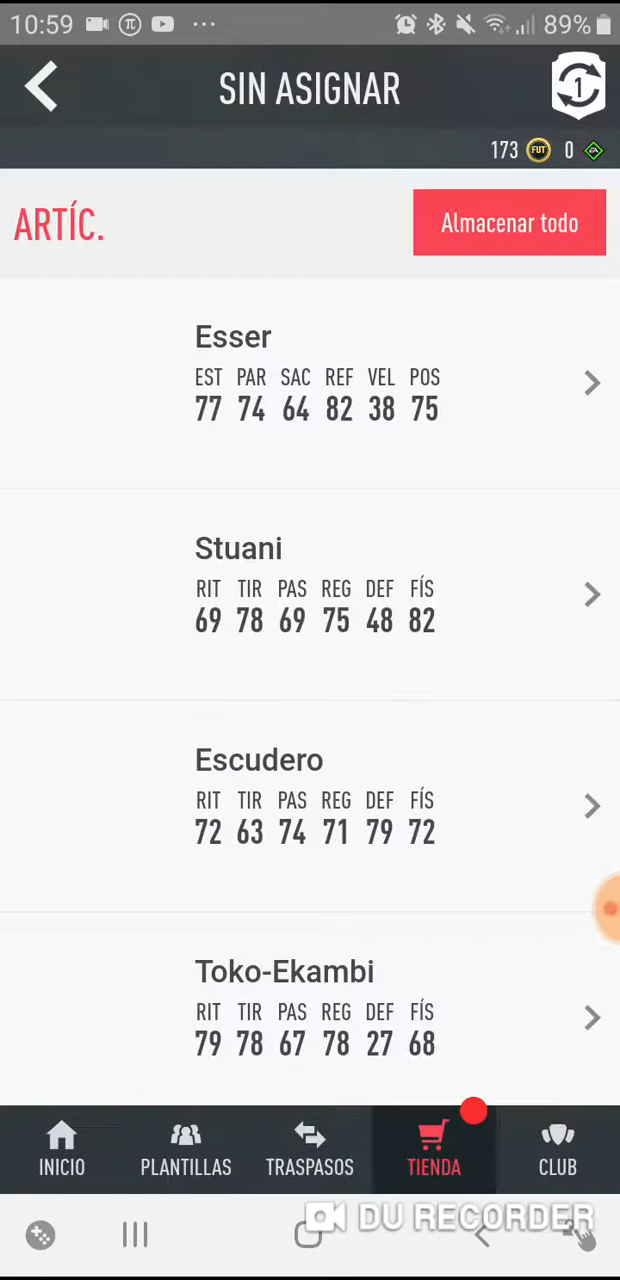 10:59 π ... 89%
SIN ASIGNAR
1
173 FUT 0 EA
ARTÍC.
Almacenar todo
Esser
EST PAR SAC REF VEL POS
77 74 64 82 38 75
Stuani
RIT TIR PAS REG DEF FÍS
69 78 69 75 48 82
Escudero
RIT TIR PAS REG DEF FÍS
72 63 74 71 79 72
Toko-Ekambi
RIT TIR PAS REG DEF FÍS
79 78 67 78 27 68
INICIO PLANTILLAS TRASPASOS TIENDA CLUB
DU RECORDER